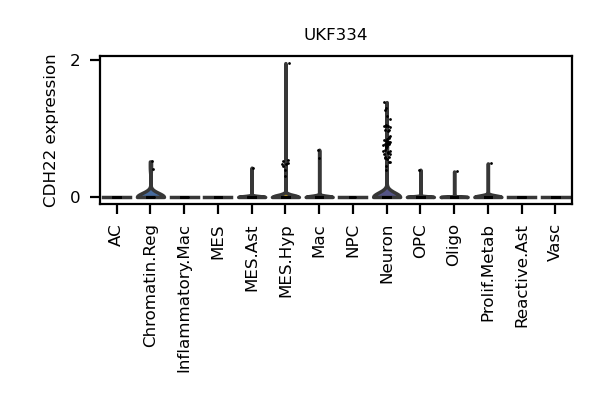 UKF334
CDH22 expression
2
0
AC
Chromatin.Reg
Inflammatory.Mac
MES
MES.Ast
MES.Hyp
Mac
NPC
Neuron
OPC
Oligo
Prolif.Metab
Reactive.Ast
Vasc